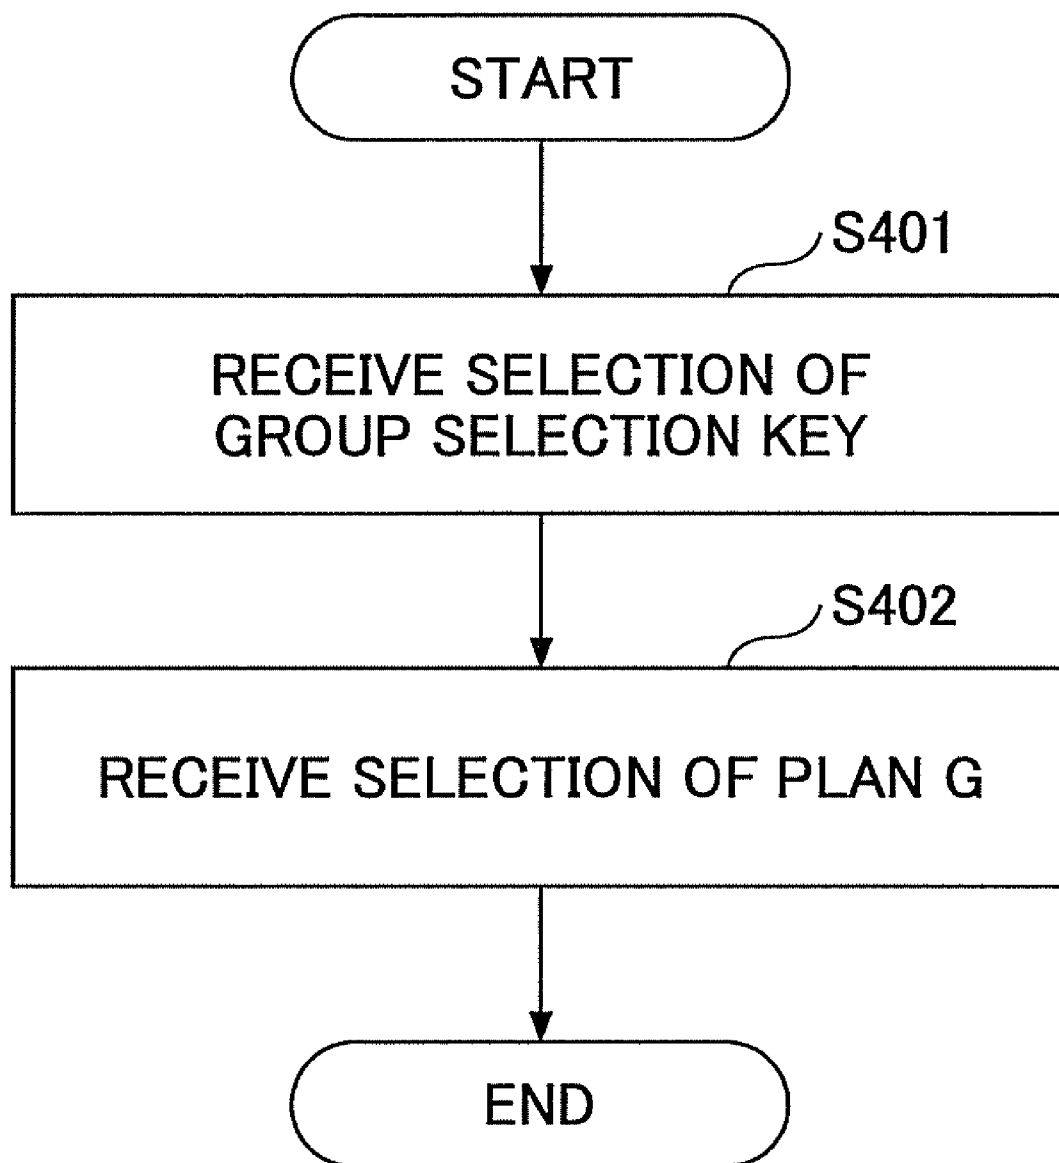 START
S401
RECEIVE SELECTION OF
GROUP SELECTION KEY
S402
RECEIVE SELECTION OF PLAN G
END